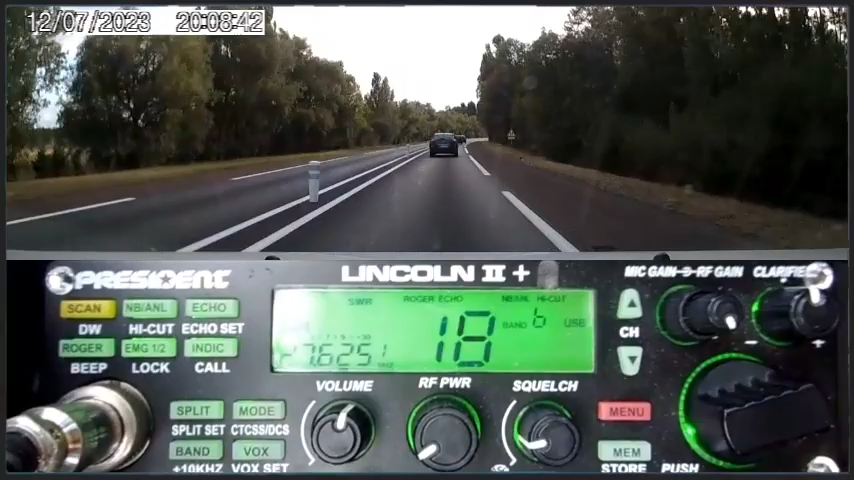 12/07/2023 20:08:42
PRESIDENT LINCOLN II + MIC GAIN RF GAIN CLARIFIER
SCAN NB/ANL ECHO
DW HI-CUT ECHO SET
ROGER EMG 1/2 INDIC
BEEP LOCK CALL
SWR ROGER ECHO NB/ANL HI-CUT
18 BAND b USB
27.6251 MHZ
CH
VOLUME RF PWR SQUELCH
SPLIT MODE
SPLIT SET CTCSS/DCS
BAND VOX
+10KHZ VOX SET
- +
MENU
MEM
STORE PUSH